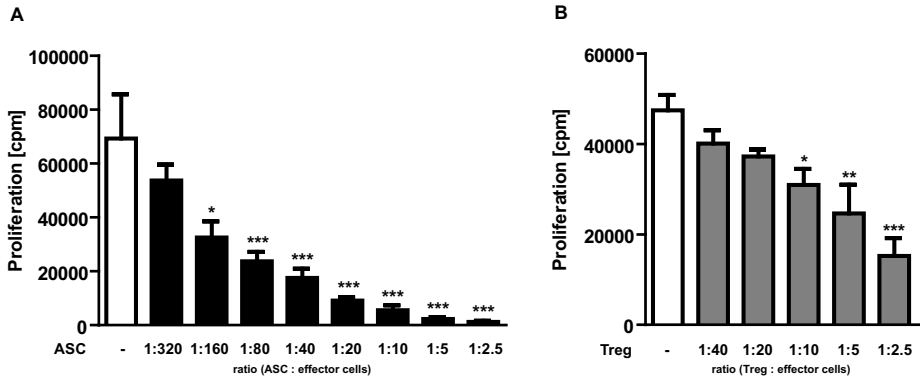 A
100000
80000
60000
40000
20000
0
Proliferation [cpm]
* *** *** *** *** *** ***
ASC - 1:320 1:160 1:80 1:40 1:20 1:10 1:5 1:2.5
ratio (ASC : effector cells)
B
60000
40000
20000
0
Proliferation [cpm]
* ** ***
Treg - 1:40 1:20 1:10 1:5 1:2.5
ratio (Treg : effector cells)